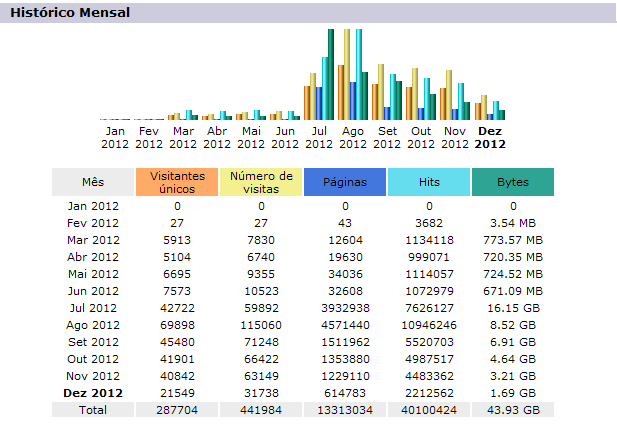 Histórico Mensal
Jan Fev Mar Abr Mai Jun Jul Ago Set Out Nov Dez
2012 2012 2012 2012 2012 2012 2012 2012 2012 2012 2012 2012
Mês Visitantes únicos Número de visitas Páginas Hits Bytes
Jan 2012 0 0 0 0 0
Fev 2012 27 27 43 3682 3.54 MB
Mar 2012 5913 7830 12604 1134118 773.57 MB
Abr 2012 5104 6740 19630 999071 720.35 MB
Mai 2012 6695 9355 34036 1114057 724.52 MB
Jun 2012 7573 10523 32608 1072979 671.09 MB
Jul 2012 42722 59892 3932938 7626127 16.15 GB
Ago 2012 69898 115060 4571440 10946246 8.52 GB
Set 2012 45480 71248 1511962 5520703 6.91 GB
Out 2012 41901 66422 1353880 4987517 4.64 GB
Nov 2012 40842 63149 1229110 4483362 3.21 GB
Dez 2012 21549 31738 614783 2212562 1.69 GB
Total 287704 441984 13313034 40100424 43.93 GB